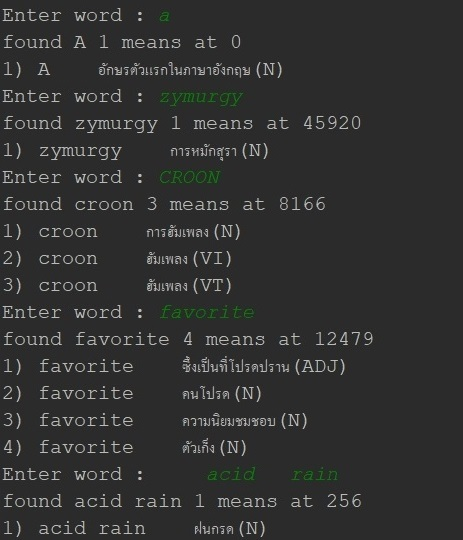 Enter word : a
found A 1 means at 0
1) A อักษรตัวแรกในภาษาอังกฤษ (N)
Enter word : zymurgy
found zymurgy 1 means at 45920
1) zymurgy การหมักสุรา (N)
Enter word : CROON
found croon 3 means at 8166
1) croon การฮัมเพลง (N)
2) croon ฮัมเพลง (VI)
3) croon ฮัมเพลง (VT)
Enter word : favorite
found favorite 4 means at 12479
1) favorite ซึ่งเป็นที่โปรดปราน (ADJ)
2) favorite คนโปรด (N)
3) favorite ความนิยมชมชอบ (N)
4) favorite ตัวเก็ง (N)
Enter word : acid rain
found acid rain 1 means at 256
1) acid rain ฝนกรด (N)